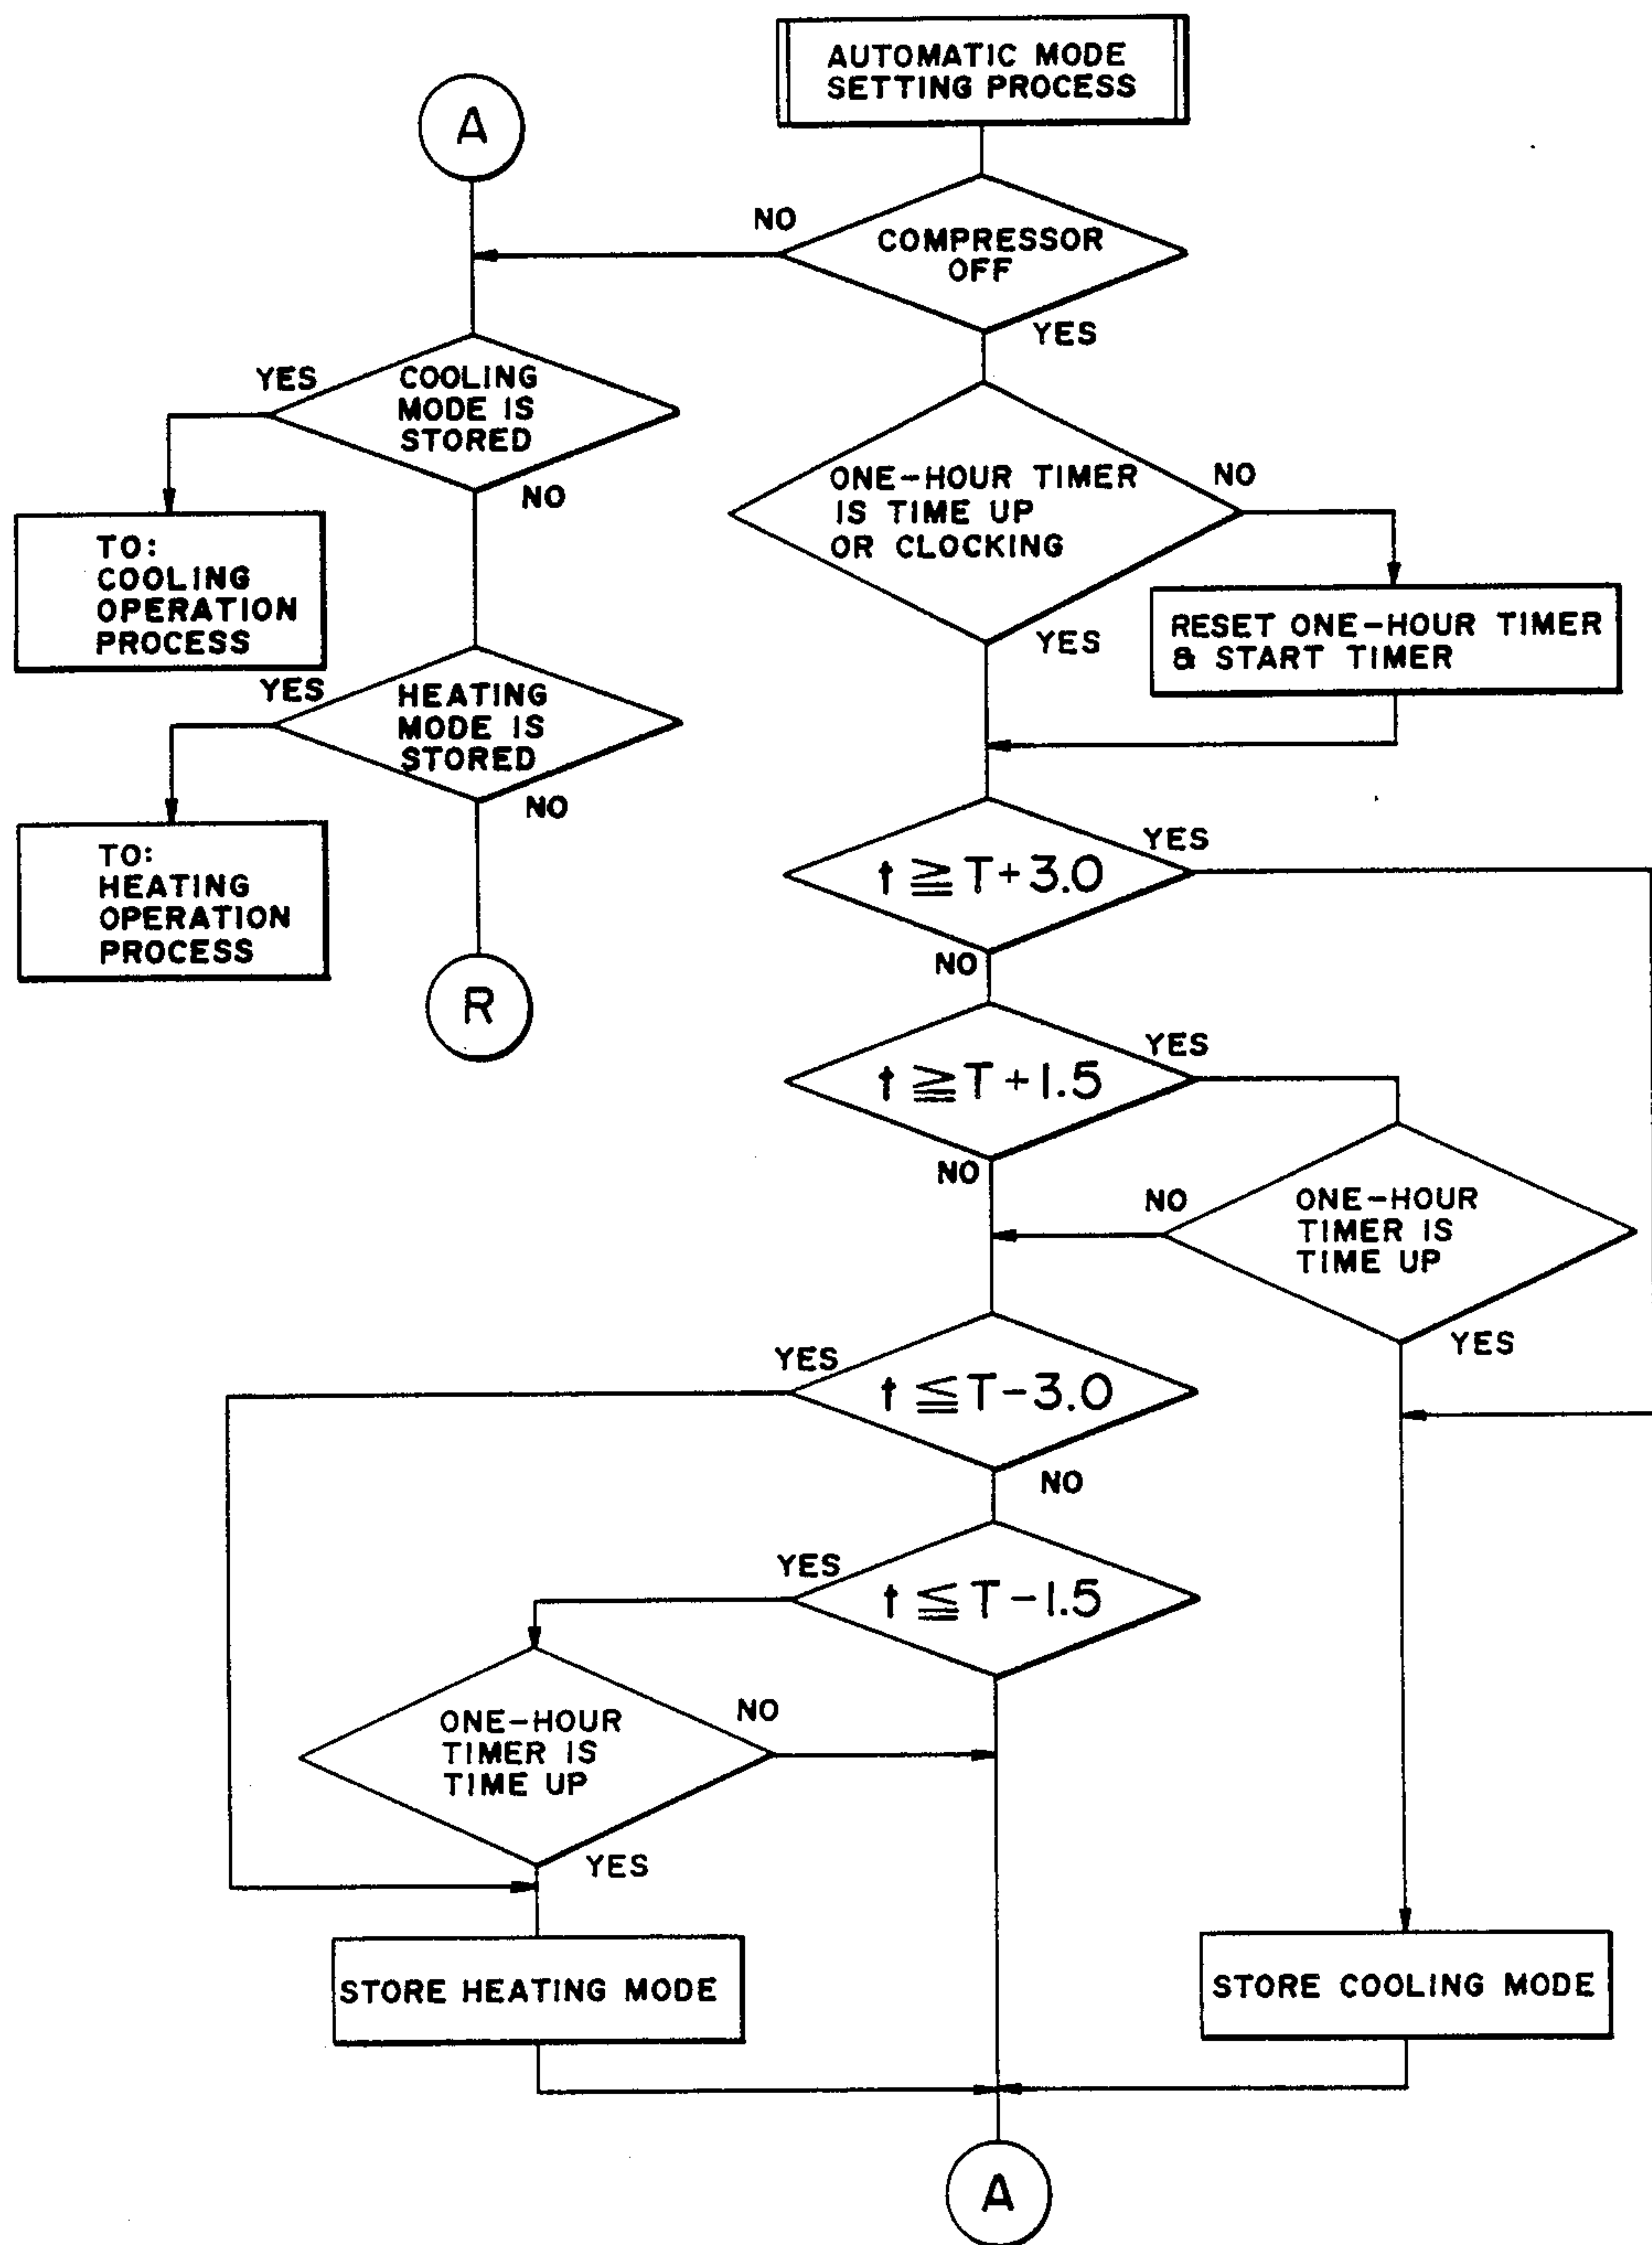 AUTOMATIC MODE
SETTING PROCESS
A
NO
COMPRESSOR
OFF
YES
YES
COOLING
MODE IS
STORED
NO
ONE-HOUR TIMER
IS TIME UP
OR CLOCKING
NO
YES
TO:
COOLING
OPERATION
PROCESS
RESET ONE-HOUR TIMER
& START TIMER
YES
HEATING
MODE IS
STORED
NO
TO:
HEATING
OPERATION
PROCESS
R
t ≧ T+3.0
YES
NO
t ≧ T+1.5
YES
NO
NO
ONE-HOUR
TIMER IS
TIME UP
YES
YES
t ≦ T-3.0
NO
YES
t ≦ T-1.5
ONE-HOUR
TIMER IS
TIME UP
NO
YES
STORE HEATING MODE
STORE COOLING MODE
A